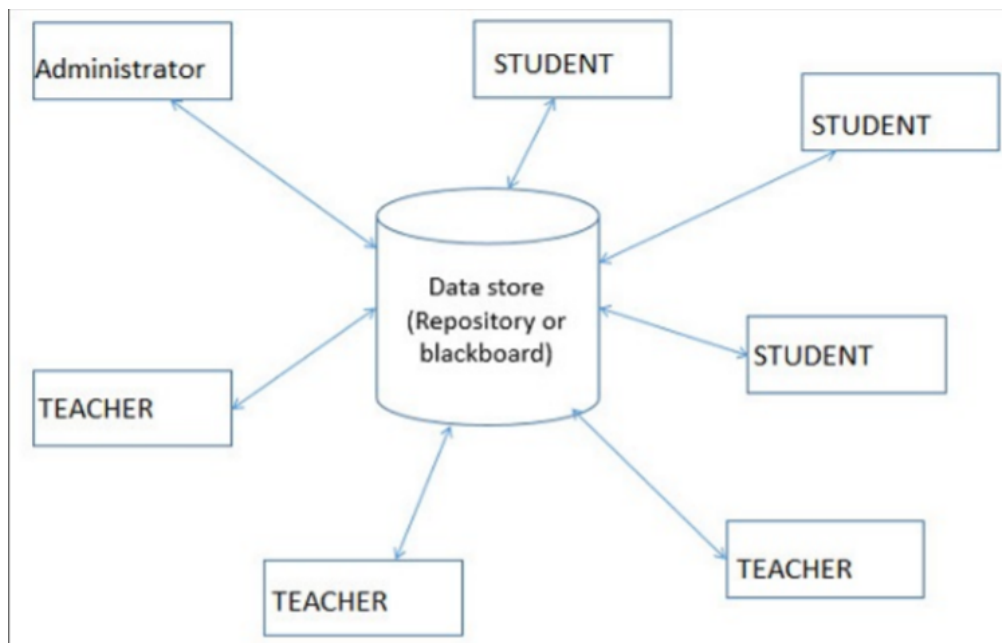 Administrator
STUDENT
STUDENT
Data store
(Repository or
blackboard)
STUDENT
TEACHER
TEACHER
TEACHER